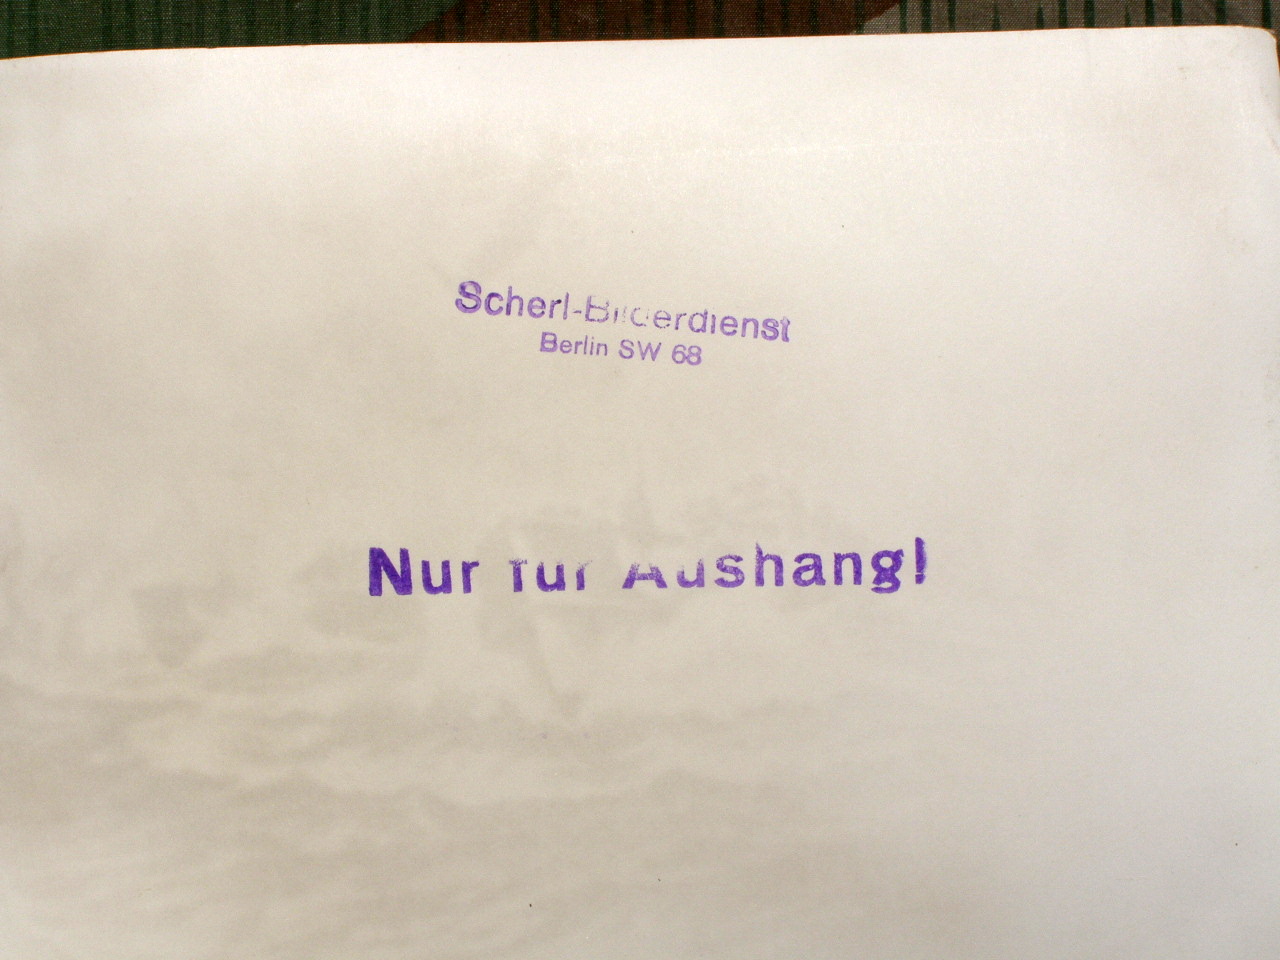 Scherl-Bilderdienst
Berlin SW 68
Nur für Aushang!